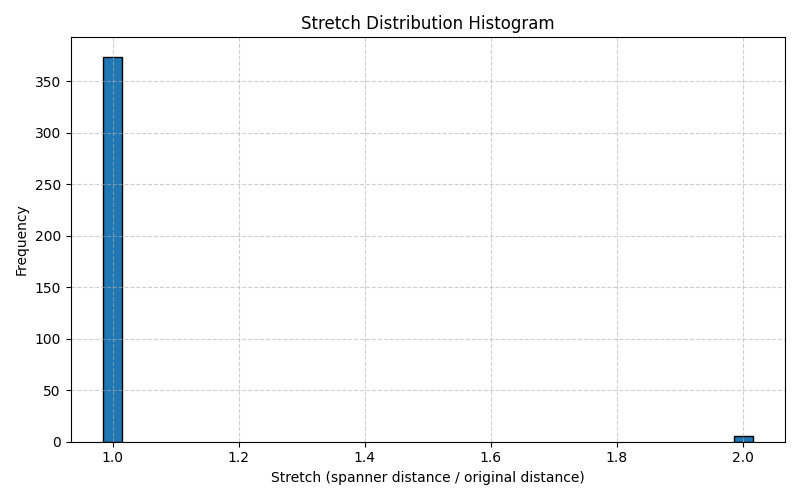 Stretch Distribution Histogram
Frequency
350
300
250
200
150
100
50
0
1.0 1.2 1.4 1.6 1.8 2.0
Stretch (spanner distance / original distance)